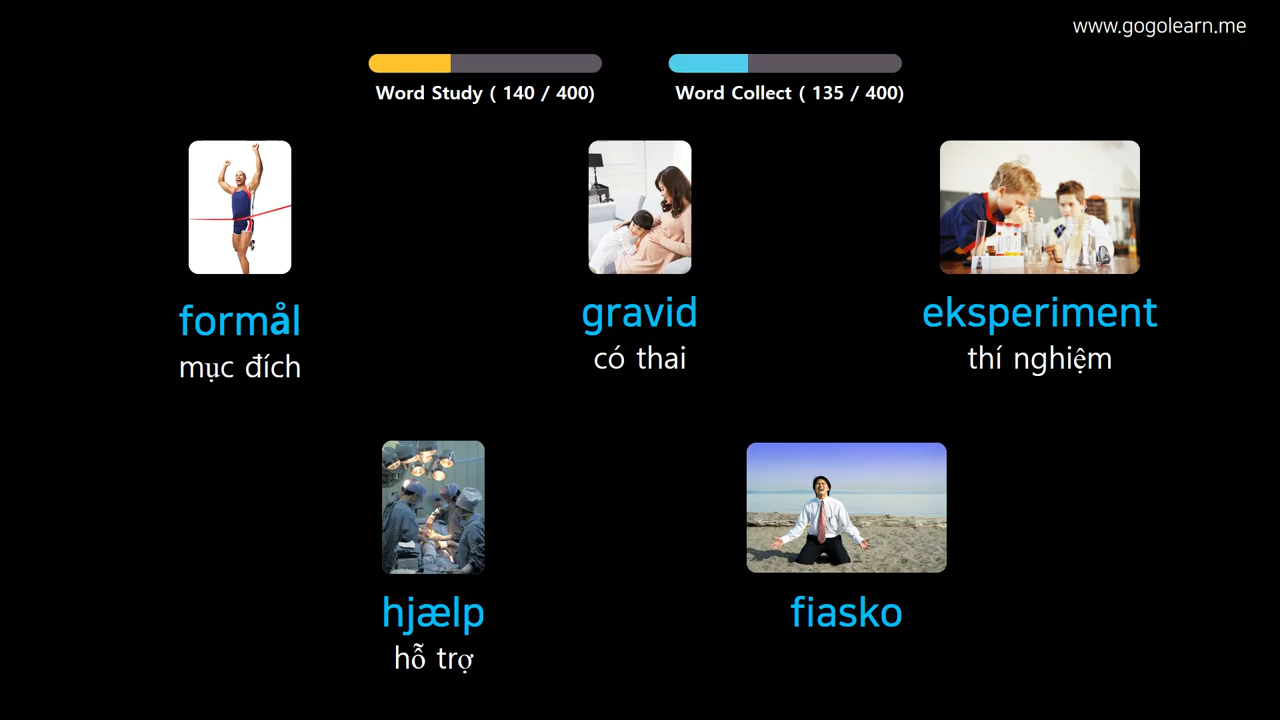 www.gogolearn.me
Word Study ( 140 / 400)
Word Collect ( 135 / 400)
formål
mục đích
gravid
có thai
eksperiment
thí nghiệm
hjælp
hỗ trợ
fiasko